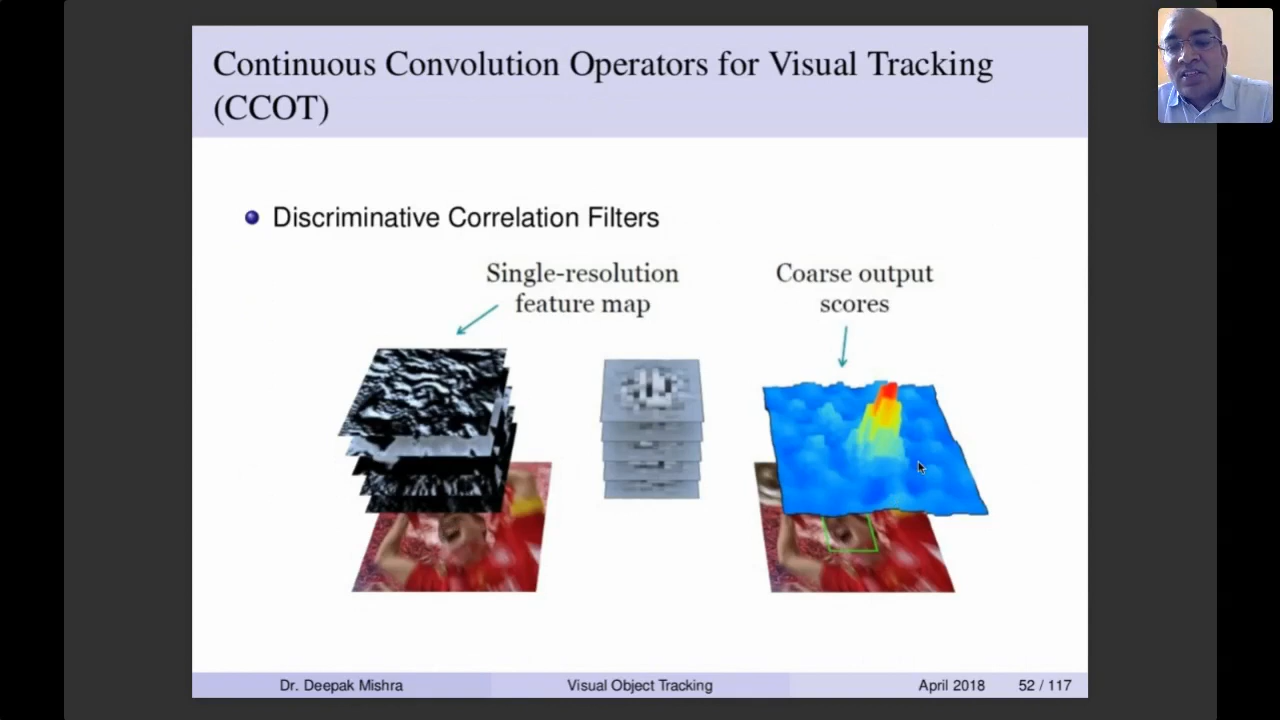 Continuous Convolution Operators for Visual Tracking
(CCOT)
Discriminative Correlation Filters
Single-resolution
feature map
Coarse output
scores
Dr. Deepak Mishra
Visual Object Tracking
April 2018
52 / 117